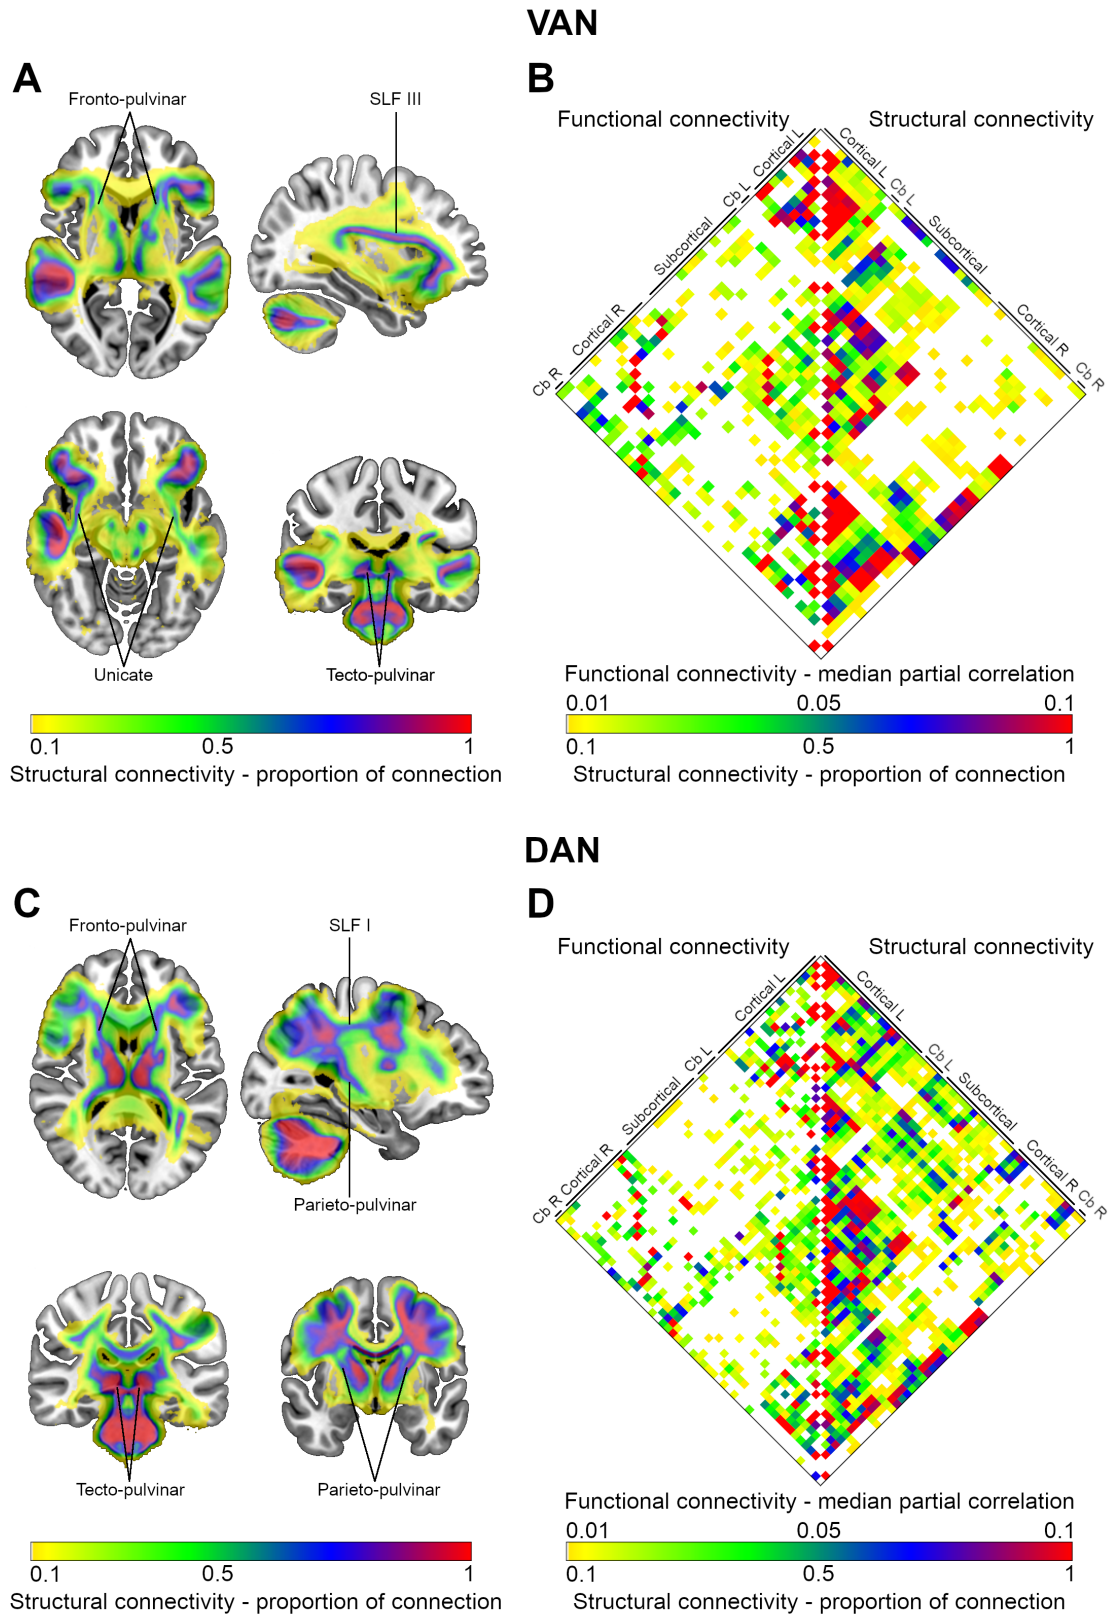 VAN
A
Fronto-pulvinar
SLF III
Unicate
Tecto-pulvinar
0.1 0.5 1
Structural connectivity - proportion of connection
B
Functional connectivity Structural connectivity
Cb R Cortical R Subcortical Cb L Cortical L
Cortical L Cb L Subcortical Cortical R Cb R
Functional connectivity - median partial correlation
0.01 0.05 0.1
0.1 0.5 1
Structural connectivity - proportion of connection
DAN
C
Fronto-pulvinar
SLF I
Parieto-pulvinar
Tecto-pulvinar
Parieto-pulvinar
0.1 0.5 1
Structural connectivity - proportion of connection
D
Functional connectivity Structural connectivity
Cb R Cortical R Subcortical Cb L Cortical L
Cortical L Cb L Subcortical Cortical R Cb R
Functional connectivity - median partial correlation
0.01 0.05 0.1
0.1 0.5 1
Structural connectivity - proportion of connection